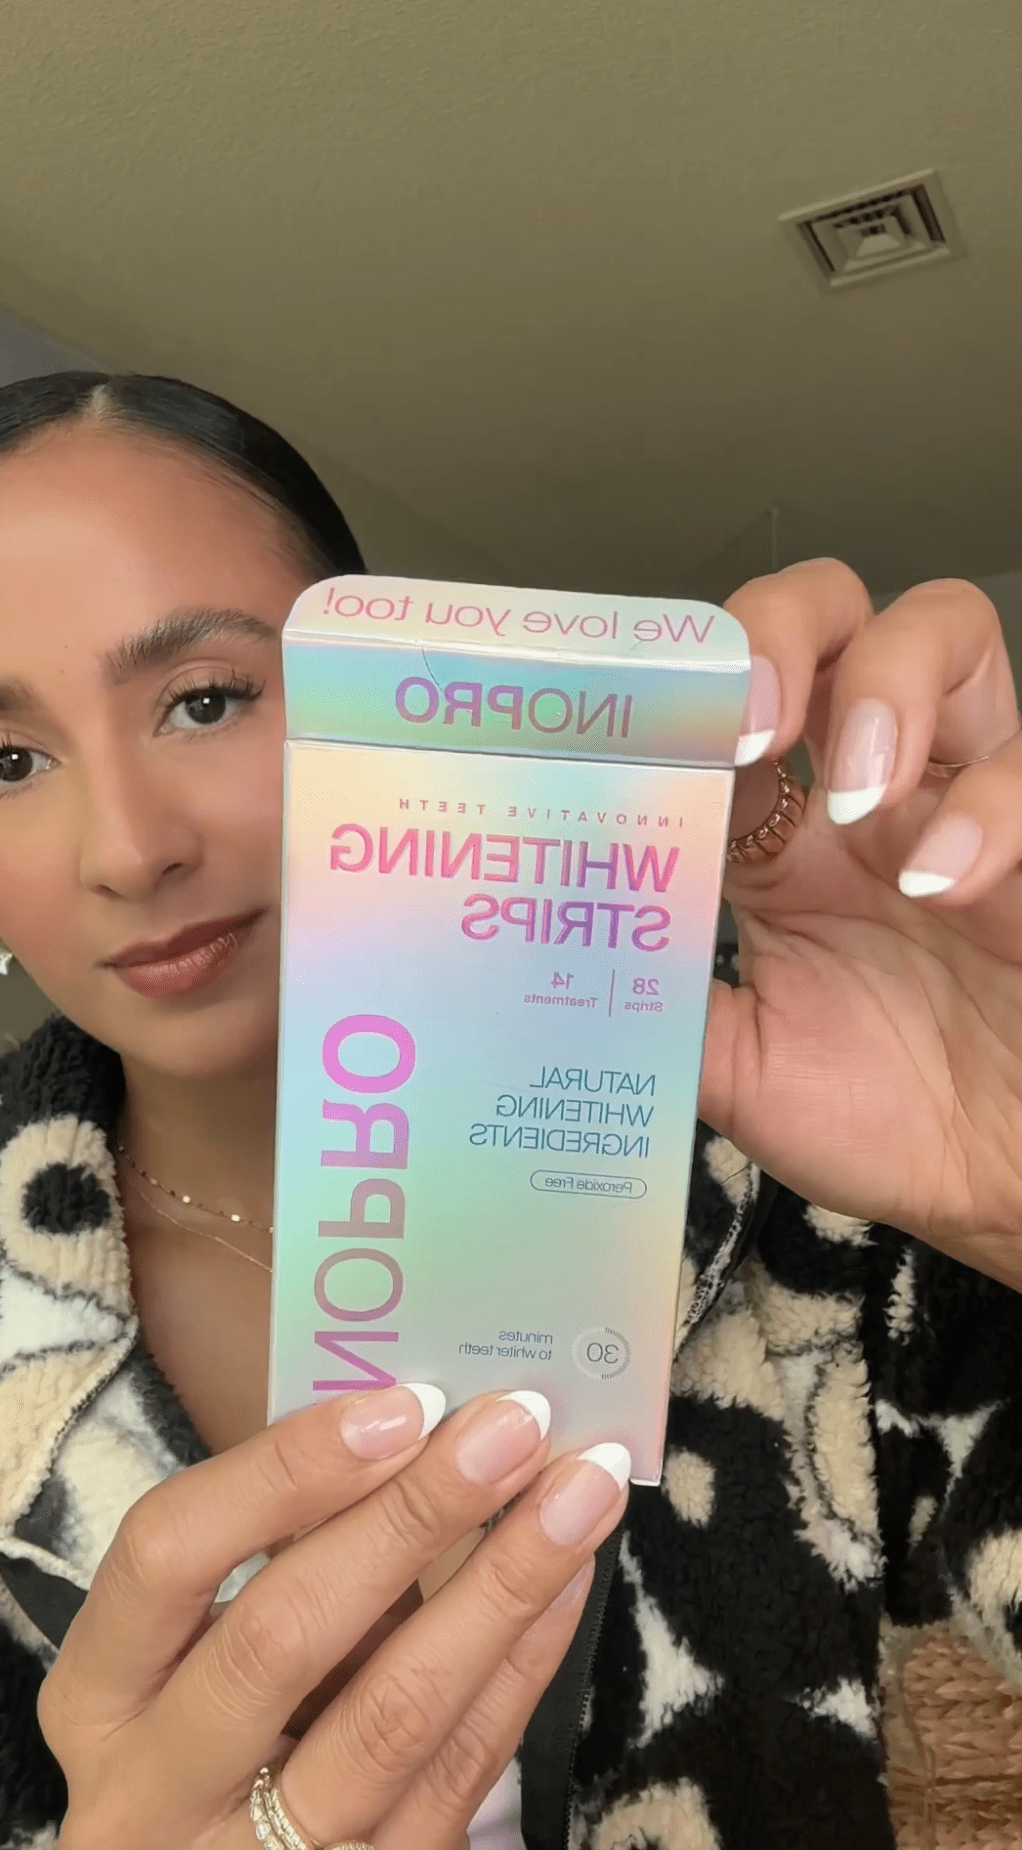 We love you too!
INOPRO
INNOVATIVE TEETH
WHITENING
STRIPS
28 Strips
14 Treatments
NATURAL
WHITENING
INGREDIENTS
Peroxide Free
30 minutes
to whiter teeth
INOPRO